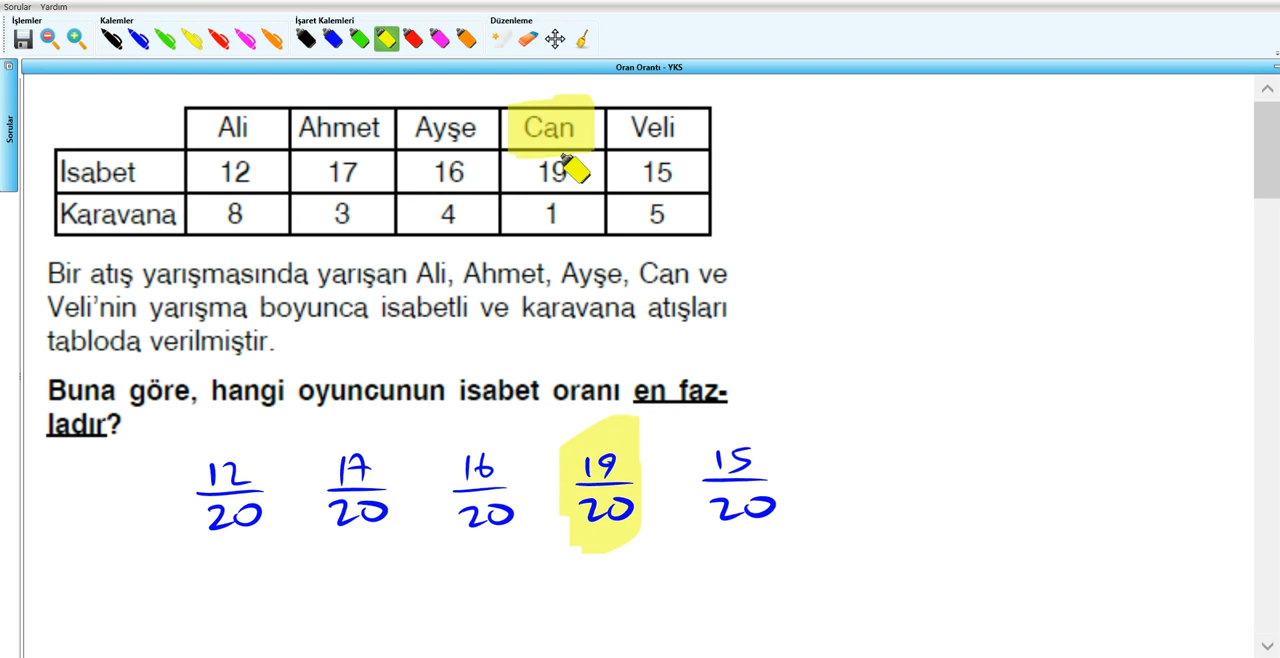 Sorular Yardım
İşlemler Kalemler İşaret Kalemleri Düzenleme
Oran Orantı - YKS
Sorular
Ali Ahmet Ayşe Can Veli
İsabet 12 17 16 19 15
Karavana 8 3 4 1 5
Bir atış yarışmasında yarışan Ali, Ahmet, Ayşe, Can ve
Veli'nin yarışma boyunca isabetli ve karavana atışları
tabloda verilmiştir.
Buna göre, hangi oyuncunun isabet oranı en faz-
ladır?
12 17 16 19 15
20 20 20 20 20